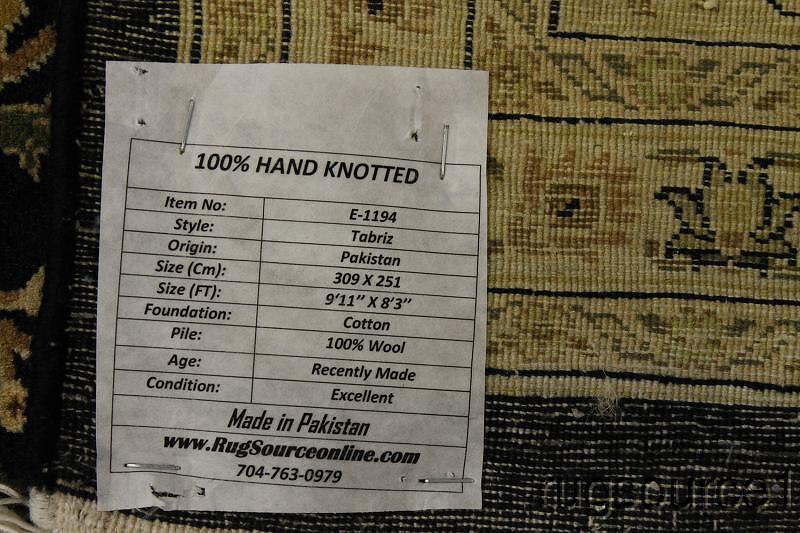 100% HAND KNOTTED
Item No: E-1194
Style: Tabriz
Origin: Pakistan
Size (Cm): 309 X 251
Size (FT): 9’11’’ X 8’3’’
Foundation: Cotton
Pile: 100% Wool
Age: Recently Made
Condition: Excellent
Made in Pakistan
www.RugSourceonline.com
704-763-0979
rugsource1